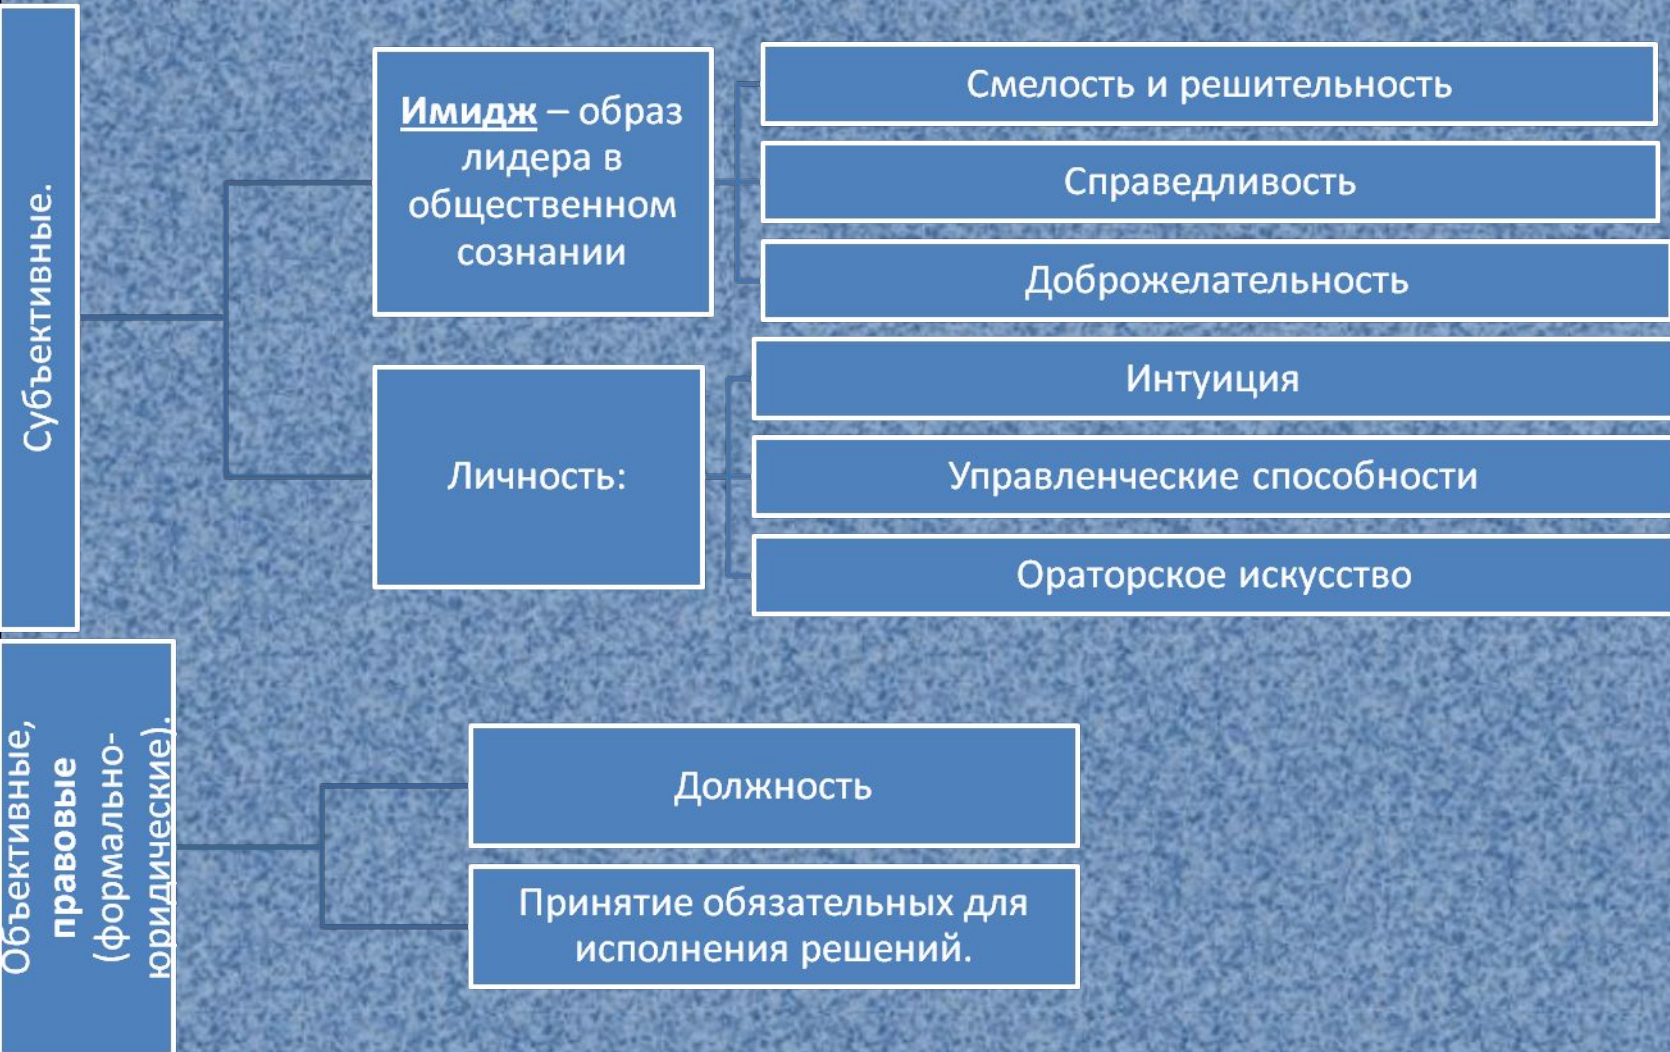 Субъективные.
Имидж – образ
лидера в
общественном
сознании
Смелость и решительность
Справедливость
Доброжелательность
Личность:
Интуиция
Управленческие способности
Ораторское искусство
Объективные,
правовые
(формально-
юридические).
Должность
Принятие обязательных для
исполнения решений.